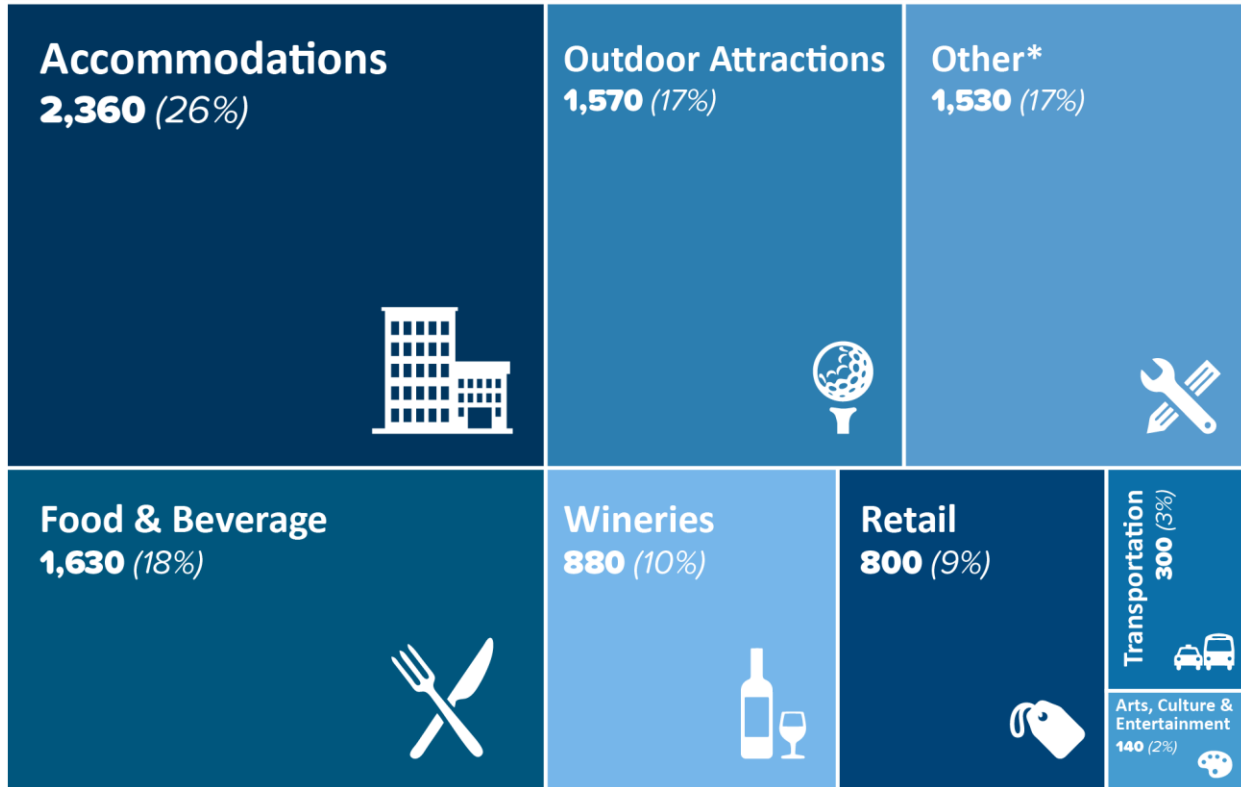 Accommodations
2,360 (26%)
Outdoor Attractions
1,570 (17%)
Other*
1,530 (17%)
Food & Beverage
1,630 (18%)
Wineries
880 (10%)
Retail
800 (9%)
Transportation
300 (3%)
Arts, Culture &
Entertainment
140 (2%)